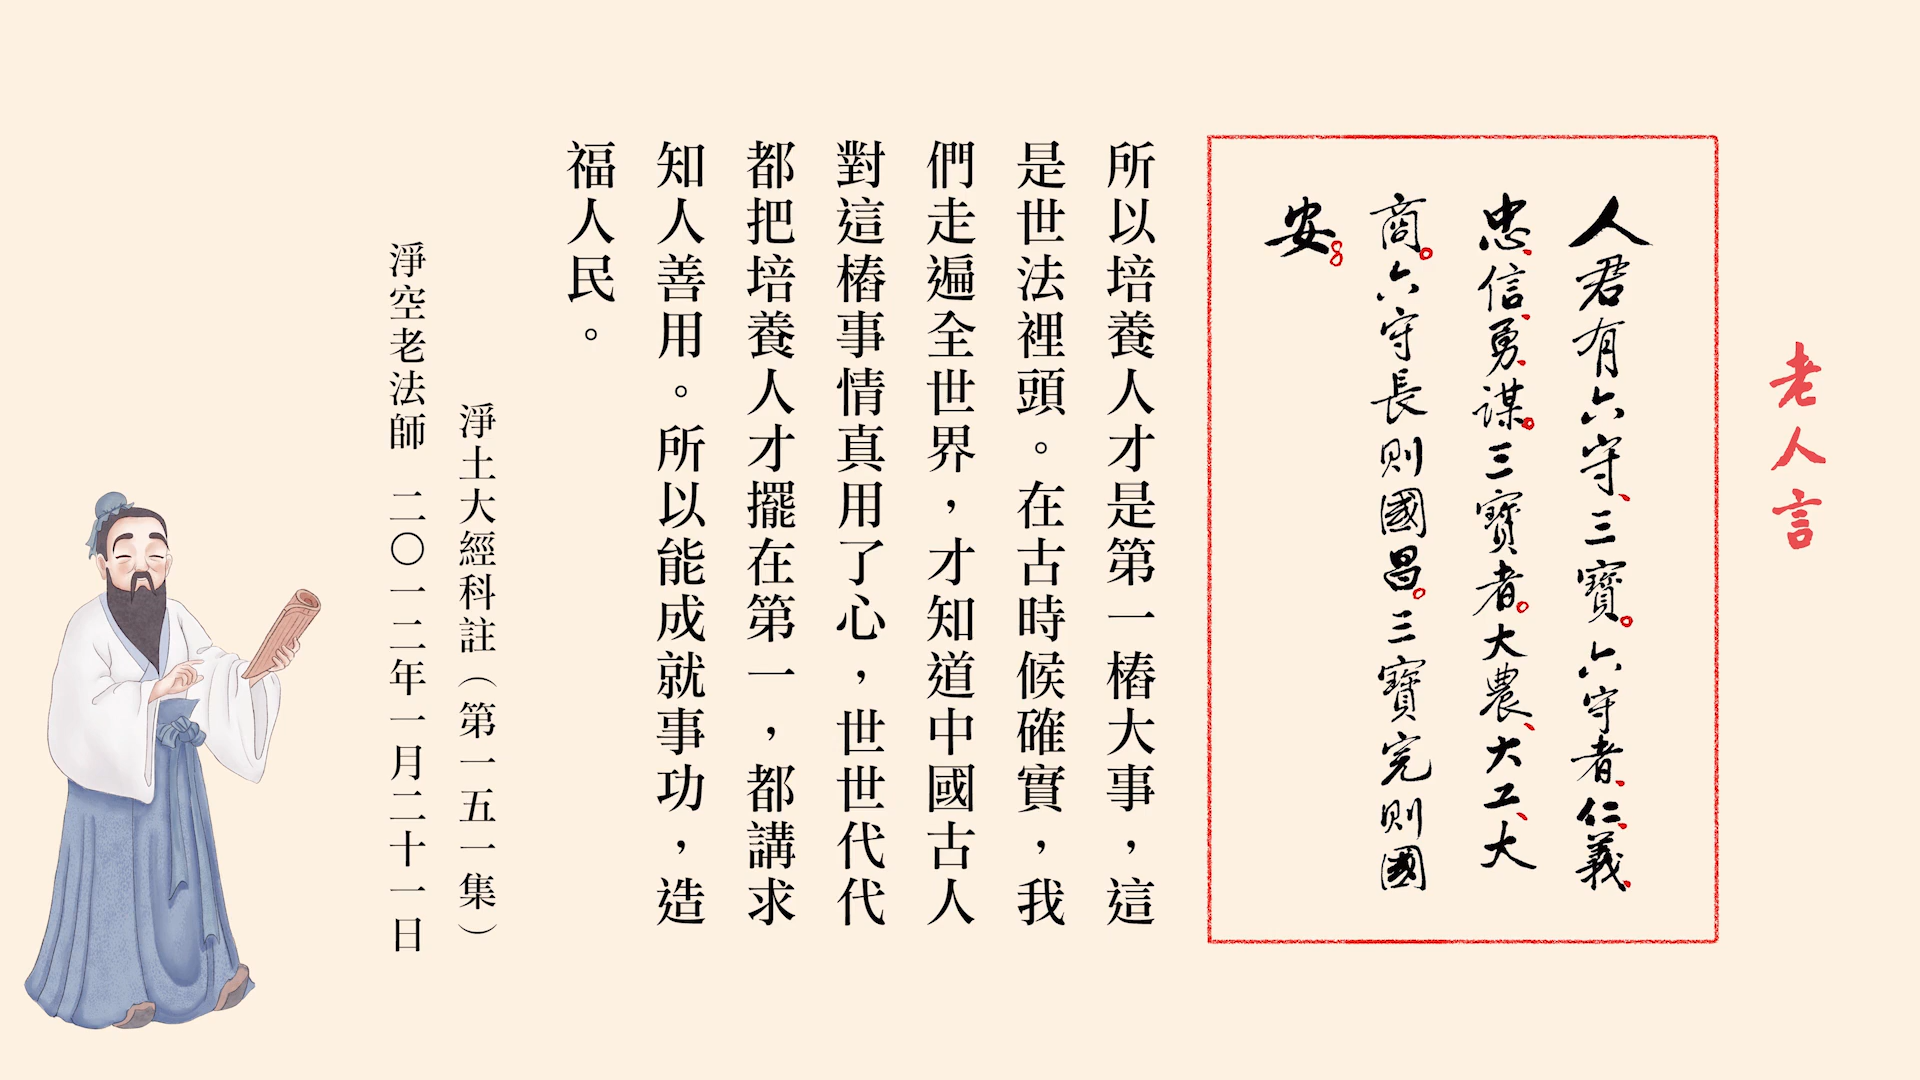 老人言
人君有六守、三寶。六守者、仁、義、
忠、信、勇、謀。三寶者。大農、大工、大
商。六守長則國昌。三寶完則國
安。
所以培養人才是第一樁大事，這
是世法裡頭。在古時候確實，我
們走遍全世界，才知道中國古人
對這樁事情真用了心，世世代代
都把培養人才擺在第一，都講求
知人善用。所以能成就事功，造
福人民。
淨土大經科註（第一五一集）
淨空老法師　二〇一二年一月二十一日